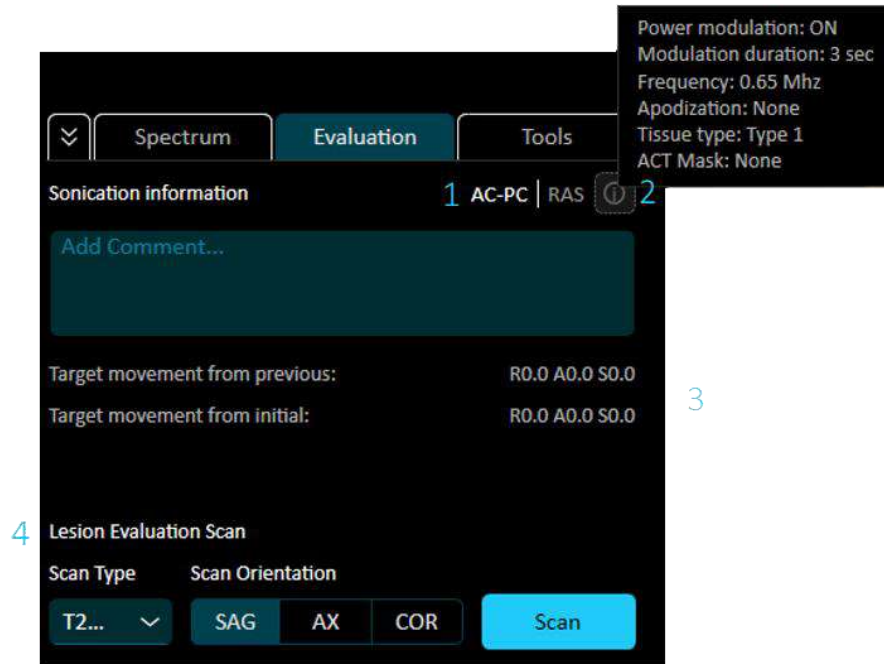 Power modulation: ON
Modulation duration: 3 sec
Frequency: 0.65 Mhz
Apodization: None
Tissue type: Type 1
ACT Mask: None
Spectrum Evaluation Tools
Sonication information 1 AC-PC | RAS 2
Add Comment...
Target movement from previous: R0.0 A0.0 S0.0
3
Target movement from initial: R0.0 A0.0 S0.0
4 Lesion Evaluation Scan
Scan Type Scan Orientation
T2... SAG AX COR Scan